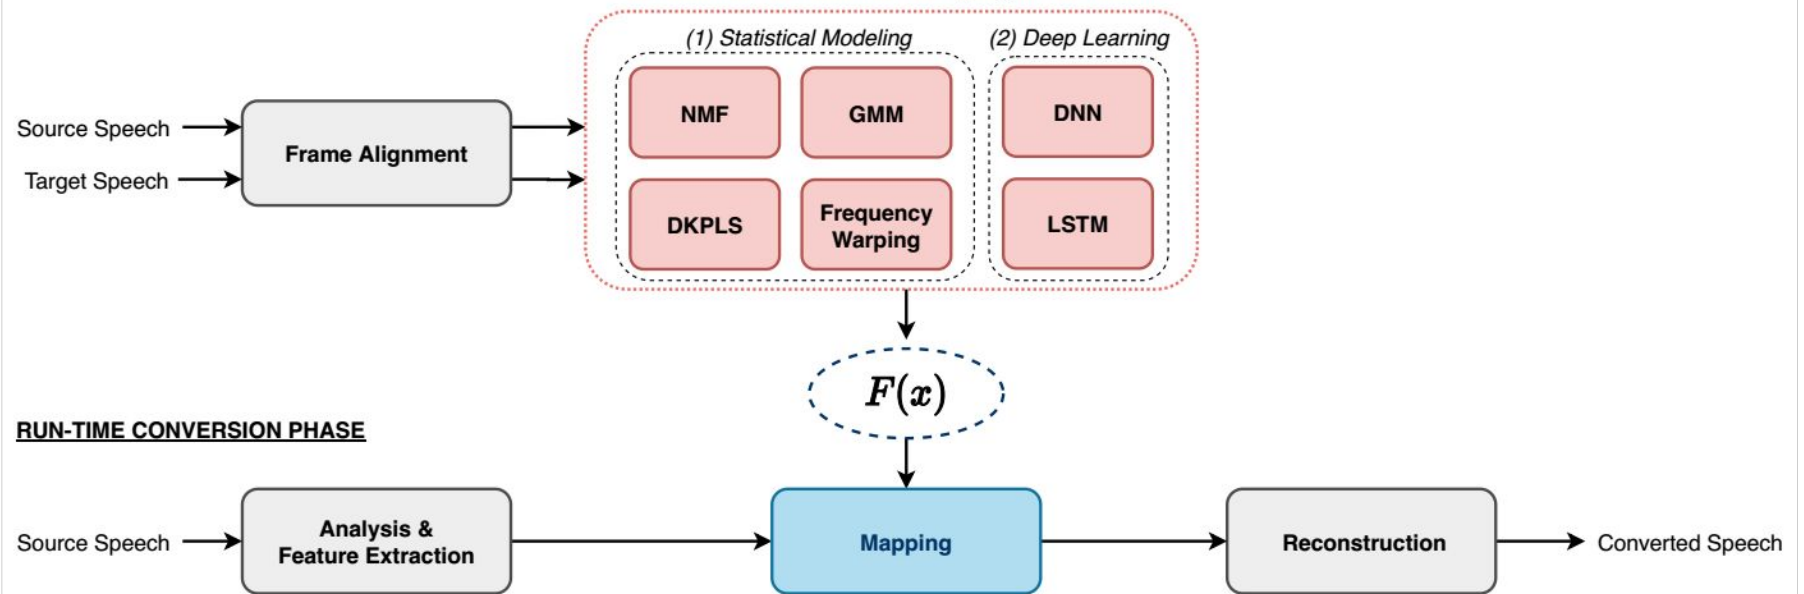 (1) Statistical Modeling
(2) Deep Learning
NMF
GMM
DNN
Source Speech
Frame Alignment
Target Speech
DKPLS
Frequency
Warping
LSTM
F(x)
RUN-TIME CONVERSION PHASE
Source Speech
Analysis &
Feature Extraction
Mapping
Reconstruction
Converted Speech